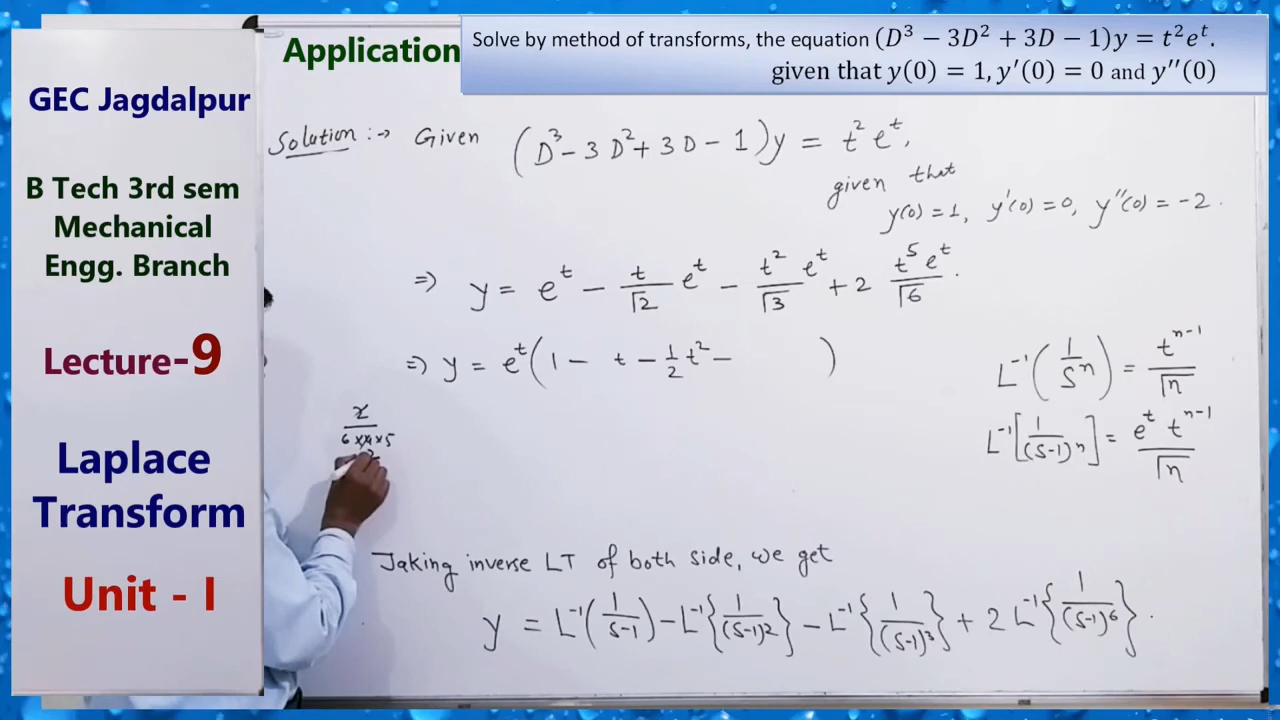 Application
Solve by method of transforms, the equation (D³ − 3D² + 3D − 1)y = t²eᵗ.
given that y(0) = 1, y′(0) = 0 and y′′(0)
GEC Jagdalpur
B Tech 3rd sem
Mechanical
Engg. Branch
Lecture-9
Laplace
Transform
Unit - I
Solution :→ Given (D³ − 3D² + 3D − 1)y = t² eᵗ,
given that
y(0) = 1, y′(0) = 0, y″(0) = −2.
⇒ y = eᵗ − t/√2 eᵗ − t²/√3 eᵗ + 2 t⁵eᵗ/√6.
⇒ y = eᵗ(1 − t − 1/2 t² − )
L⁻¹(1/Sⁿ) = tⁿ⁻¹/√n
L⁻¹[1/(S-1)ⁿ] = eᵗ tⁿ⁻¹/√n
Taking inverse LT of both side, we get
y = L⁻¹(1/S-1) − L⁻¹{1/(S-1)²} − L⁻¹{1/(S-1)³} + 2 L⁻¹{1/(S-1)⁶}.